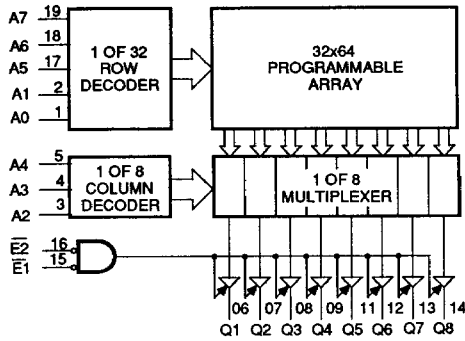 A7 19
A6 18
A5 17
A1 2
A0 1
1 OF 32
ROW
DECODER
32x64
PROGRAMMABLE
ARRAY
A4 5
A3 4
A2 3
1 OF 8
COLUMN
DECODER
1 OF 8
MULTIPLEXER
E2 16
E1 15
06 07 08 09 11 12 13 14
Q1 Q2 Q3 Q4 Q5 Q6 Q7 Q8